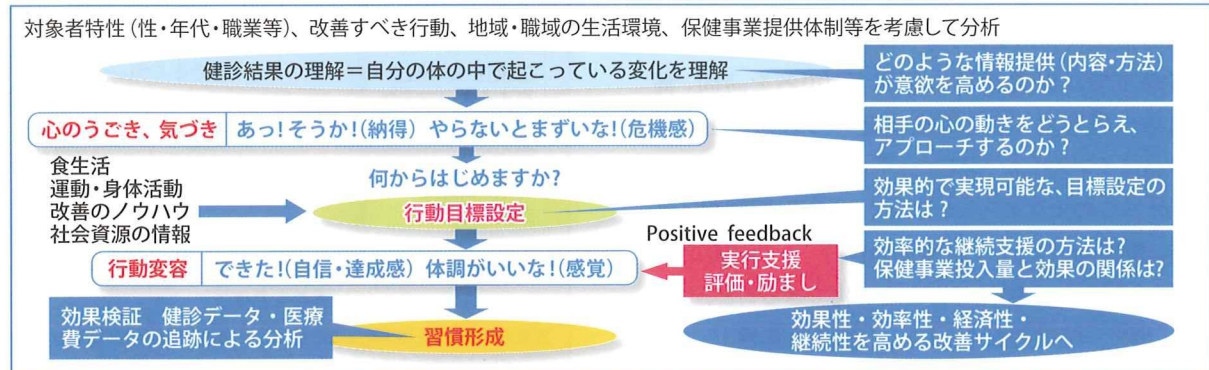 対象者特性(性・年代・職業等)、改善すべき行動、地域・職域の生活環境、保健事業提供体制等を考慮して分析
健診結果の理解=自分の体の中で起こっている変化を理解
どのような情報提供(内容・方法)
が意欲を高めるのか?
心のうごき、気づき
あっ!そうか!(納得) やらないとまずいな!(危機感)
相手の心の動きをどうとらえ、
アプローチするのか?
食生活
運動・身体活動
改善のノウハウ
社会資源の情報
何からはじめますか?
行動目標設定
効果的で実現可能な、目標設定の
方法は?
Positive feedback
行動変容
できた!(自信・達成感) 体調がいいな!(感覚)
実行支援
評価・励まし
効率的な継続支援の方法は?
保健事業投入量と効果の関係は?
効果検証 健診データ・医療
費データの追跡による分析
習慣形成
効果性・効率性・経済性・
継続性を高める改善サイクルへ